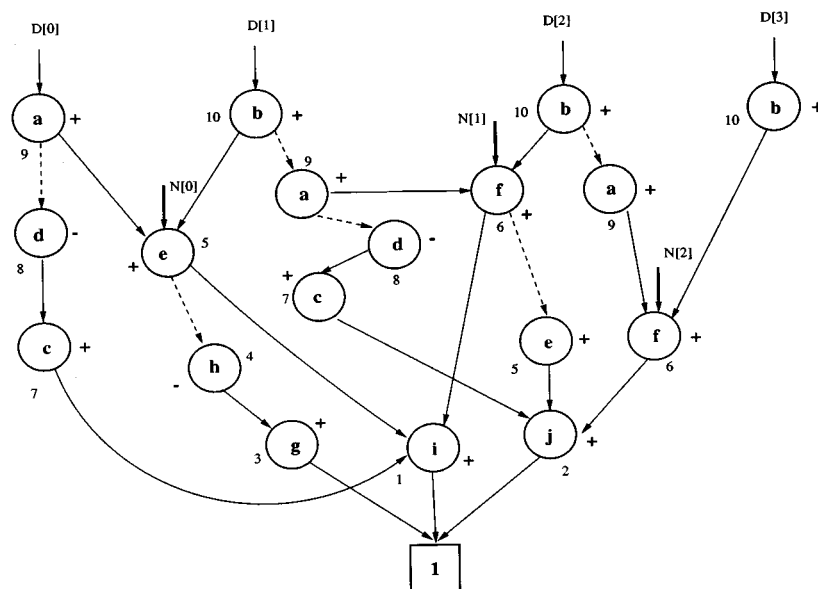 D[0] D[1] D[2] D[3]
a + 10 b + N[1] 10 b + 10 b +
9 9 a + f + a +
N[0] 6 9
d - + e 5 d - N[2]
8 + 7 c 8
c + h 4 e + f +
7 - 5 6
g + i + j +
3 1 2
1